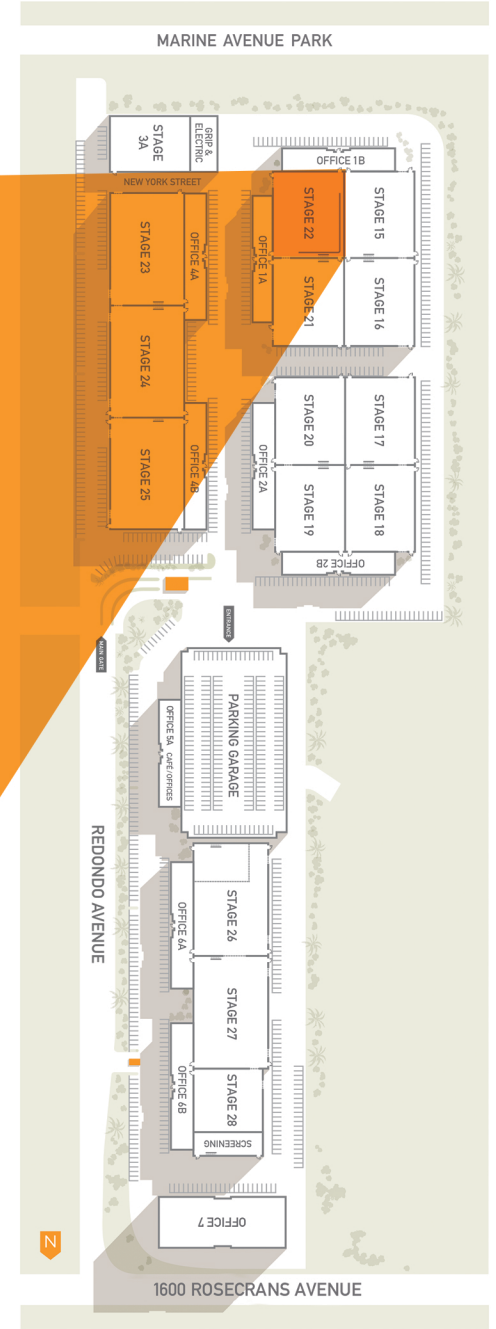 MARINE AVENUE PARK
STAGE
3A
GRIP &
ELECTRIC
NEW YORK STREET
OFFICE 1B
STAGE 23
OFFICE 4A
OFFICE 1A
STAGE 22
STAGE 15
STAGE 21
STAGE 16
STAGE 24
STAGE 25
OFFICE 4B
OFFICE 2A
STAGE 20
STAGE 17
STAGE 19
STAGE 18
OFFICE 2B
ENTRANCE
MAIN GATE
PARKING GARAGE
OFFICE 5A CAFÉ/OFFICES
REDONDO AVENUE
OFFICE 6A
STAGE 26
STAGE 27
OFFICE 6B
STAGE 28
SCREENING
OFFICE 7
N
1600 ROSECRANS AVENUE